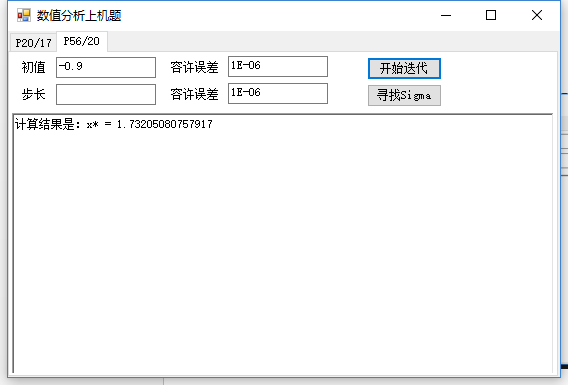 数值分析上机题
P20/17 P56/20
初值 -0.9 容许误差 1E-06 开始迭代
步长 容许误差 1E-06 寻找Sigma
计算结果是: x* = 1.73205080757917